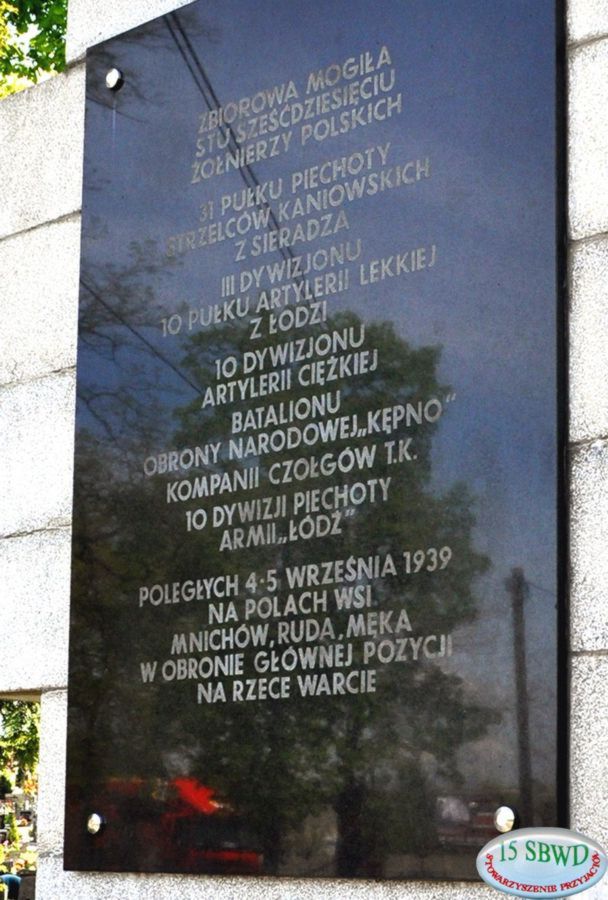 ZBIOROWA MOGIŁA
STU SZEŚĆDZIESIĘCIU
ŻOŁNIERZY POLSKICH
31 PUŁKU PIECHOTY
STRZELCÓW KANIOWSKICH
Z SIERADZA
III DYWIZJONU
10 PUŁKU ARTYLERII LEKKIEJ
Z ŁODZI
10 DYWIZJONU
ARTYLERII CIĘŻKIEJ
BATALIONU
OBRONY NARODOWEJ „KĘPNO"
KOMPANII CZOŁGÓW T.K.
10 DYWIZJI PIECHOTY
ARMII „ŁÓDŹ"
POLEGŁYCH 4-5 WRZEŚNIA 1939
NA POLACH WSI
MNICHÓW, RUDA, MĘKA
W OBRONIE GŁÓWNEJ POZYCJI
NA RZECE WARCIE
15 SBWD
STOWARZYSZENIE PRZYJACIÓŁ